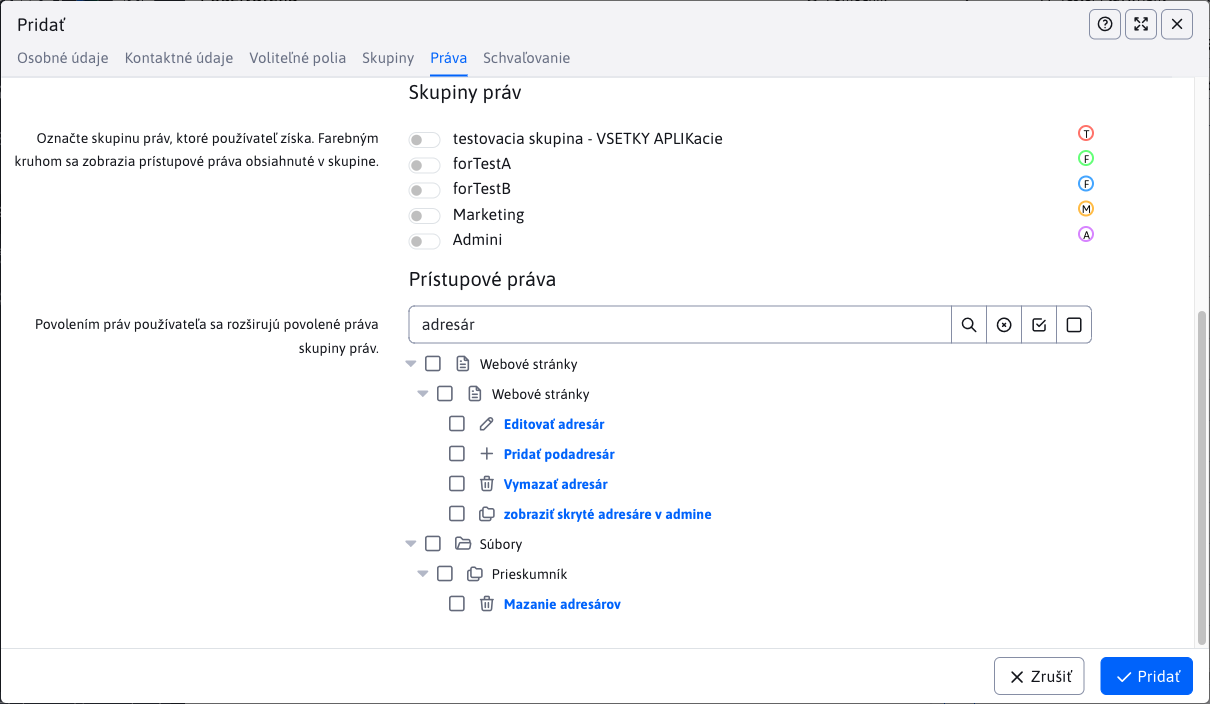 Pridať
Osobné údaje Kontaktné údaje Voliteľné polia Skupiny Práva Schvaľovanie
Skupiny práv
Označte skupinu práv, ktoré používateľ získa. Farebným
kruhom sa zobrazia prístupové práva obsiahnuté v skupine.
testovacia skupina - VSETKY APLIKacie T
forTestA F
forTestB F
Marketing M
Admini A
Prístupové práva
Povolením práv používateľa sa rozširujú povolené práva
skupiny práv.
adresár
Webové stránky
Webové stránky
Editovať adresár
Pridať podadresár
Vymazať adresár
zobraziť skryté adresáre v admine
Súbory
Prieskumník
Mazanie adresárov
Zrušiť Pridať